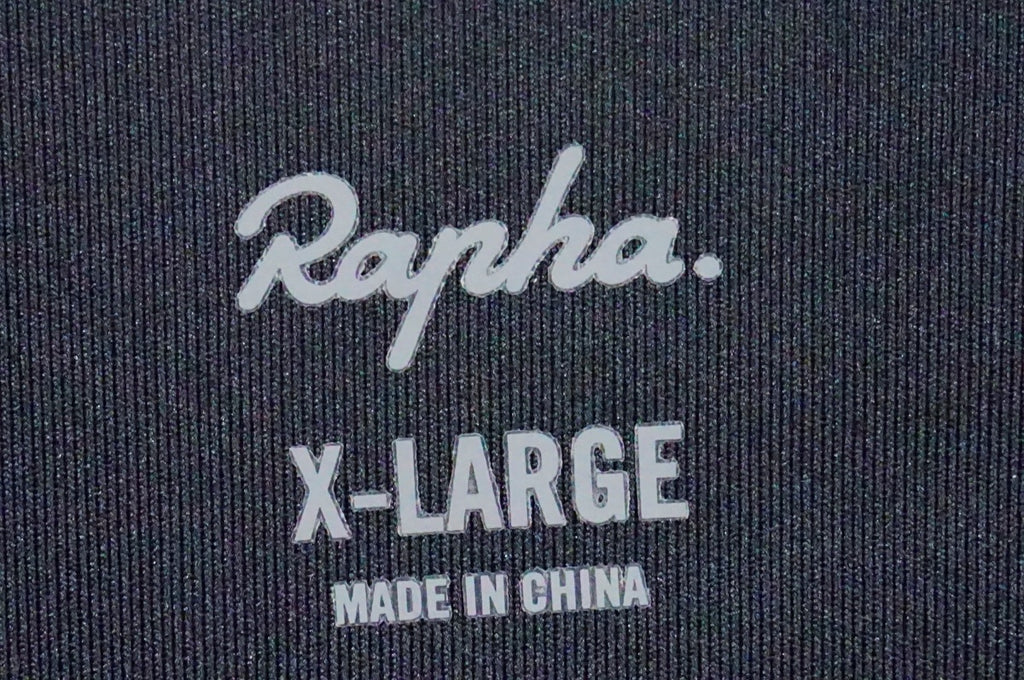 Rapha.
X-LARGE
MADE IN CHINA